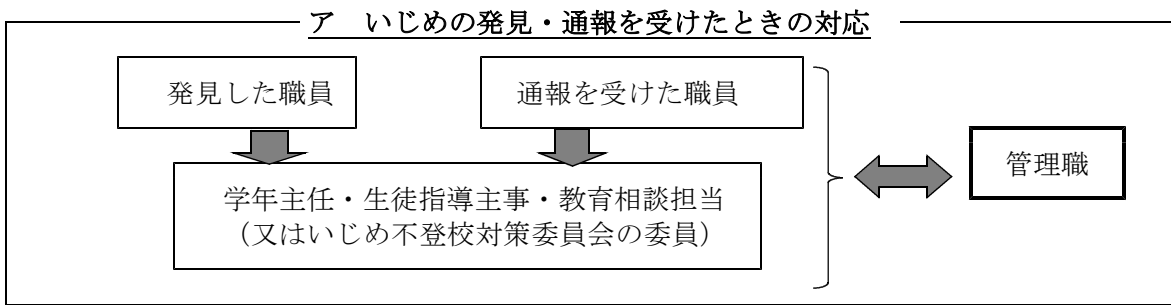 ア　いじめの発見・通報を受けたときの対応
発見した職員
通報を受けた職員
管理職
学年主任・生徒指導主事・教育相談担当
（又はいじめ不登校対策委員会の委員）